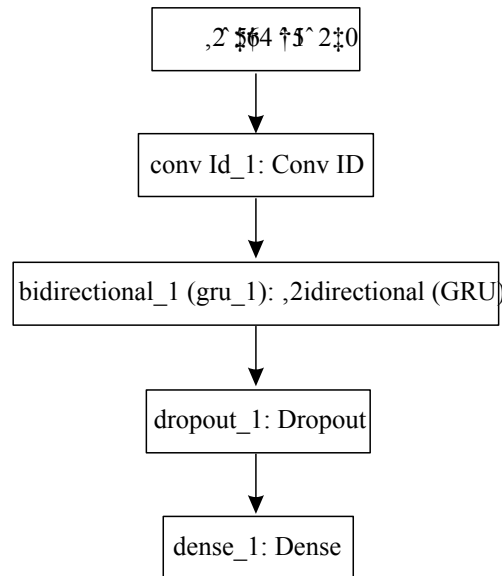 conv Id_1: Conv ID
bidirectional_1 (gru_1): ,2idirectional (GRU)
dropout_1: Dropout
dense_1: Dense